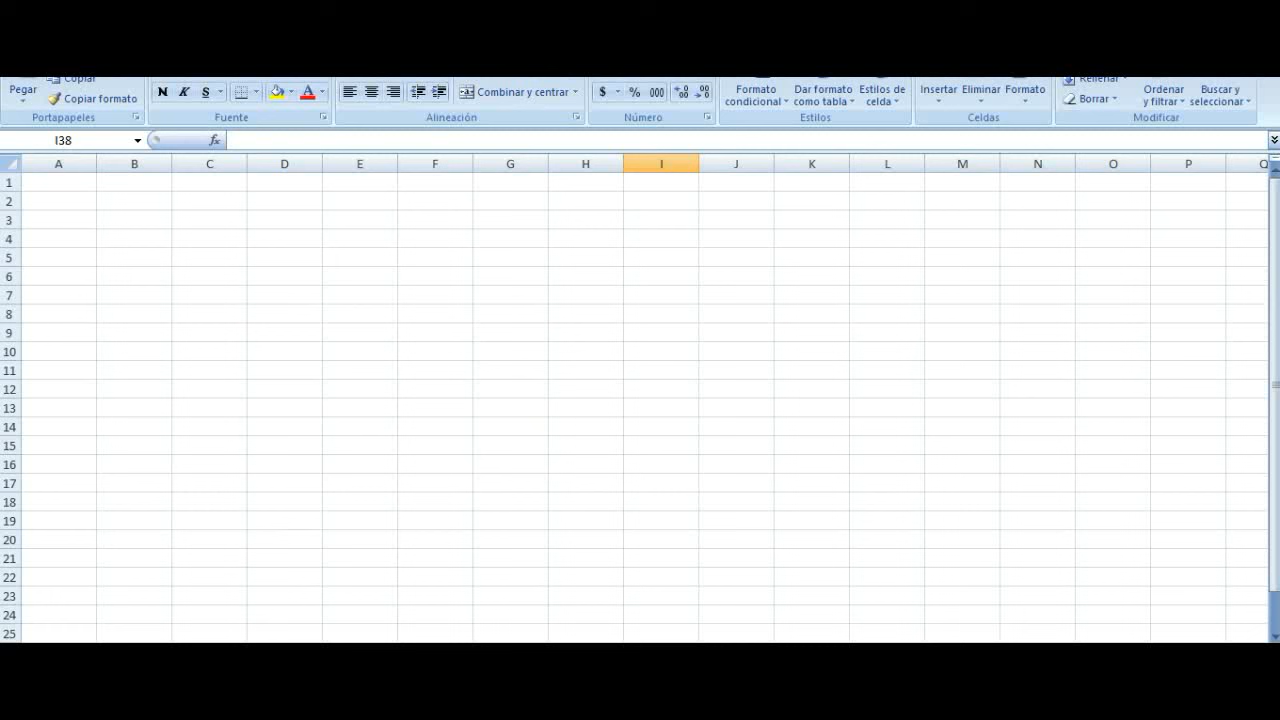 Copiar
Rellenar
Pegar
N K S
Combinar y centrar
$ % 000
Formato condicional
Dar formato como tabla
Estilos de celda
Insertar Eliminar Formato
Borrar
Ordenar y filtrar
Buscar y seleccionar
Copiar formato
Portapapeles Fuente Alineación Número Estilos Celdas Modificar
I38 fx
A B C D E F G H I J K L M N O P Q
1
2
3
4
5
6
7
8
9
10
11
12
13
14
15
16
17
18
19
20
21
22
23
24
25